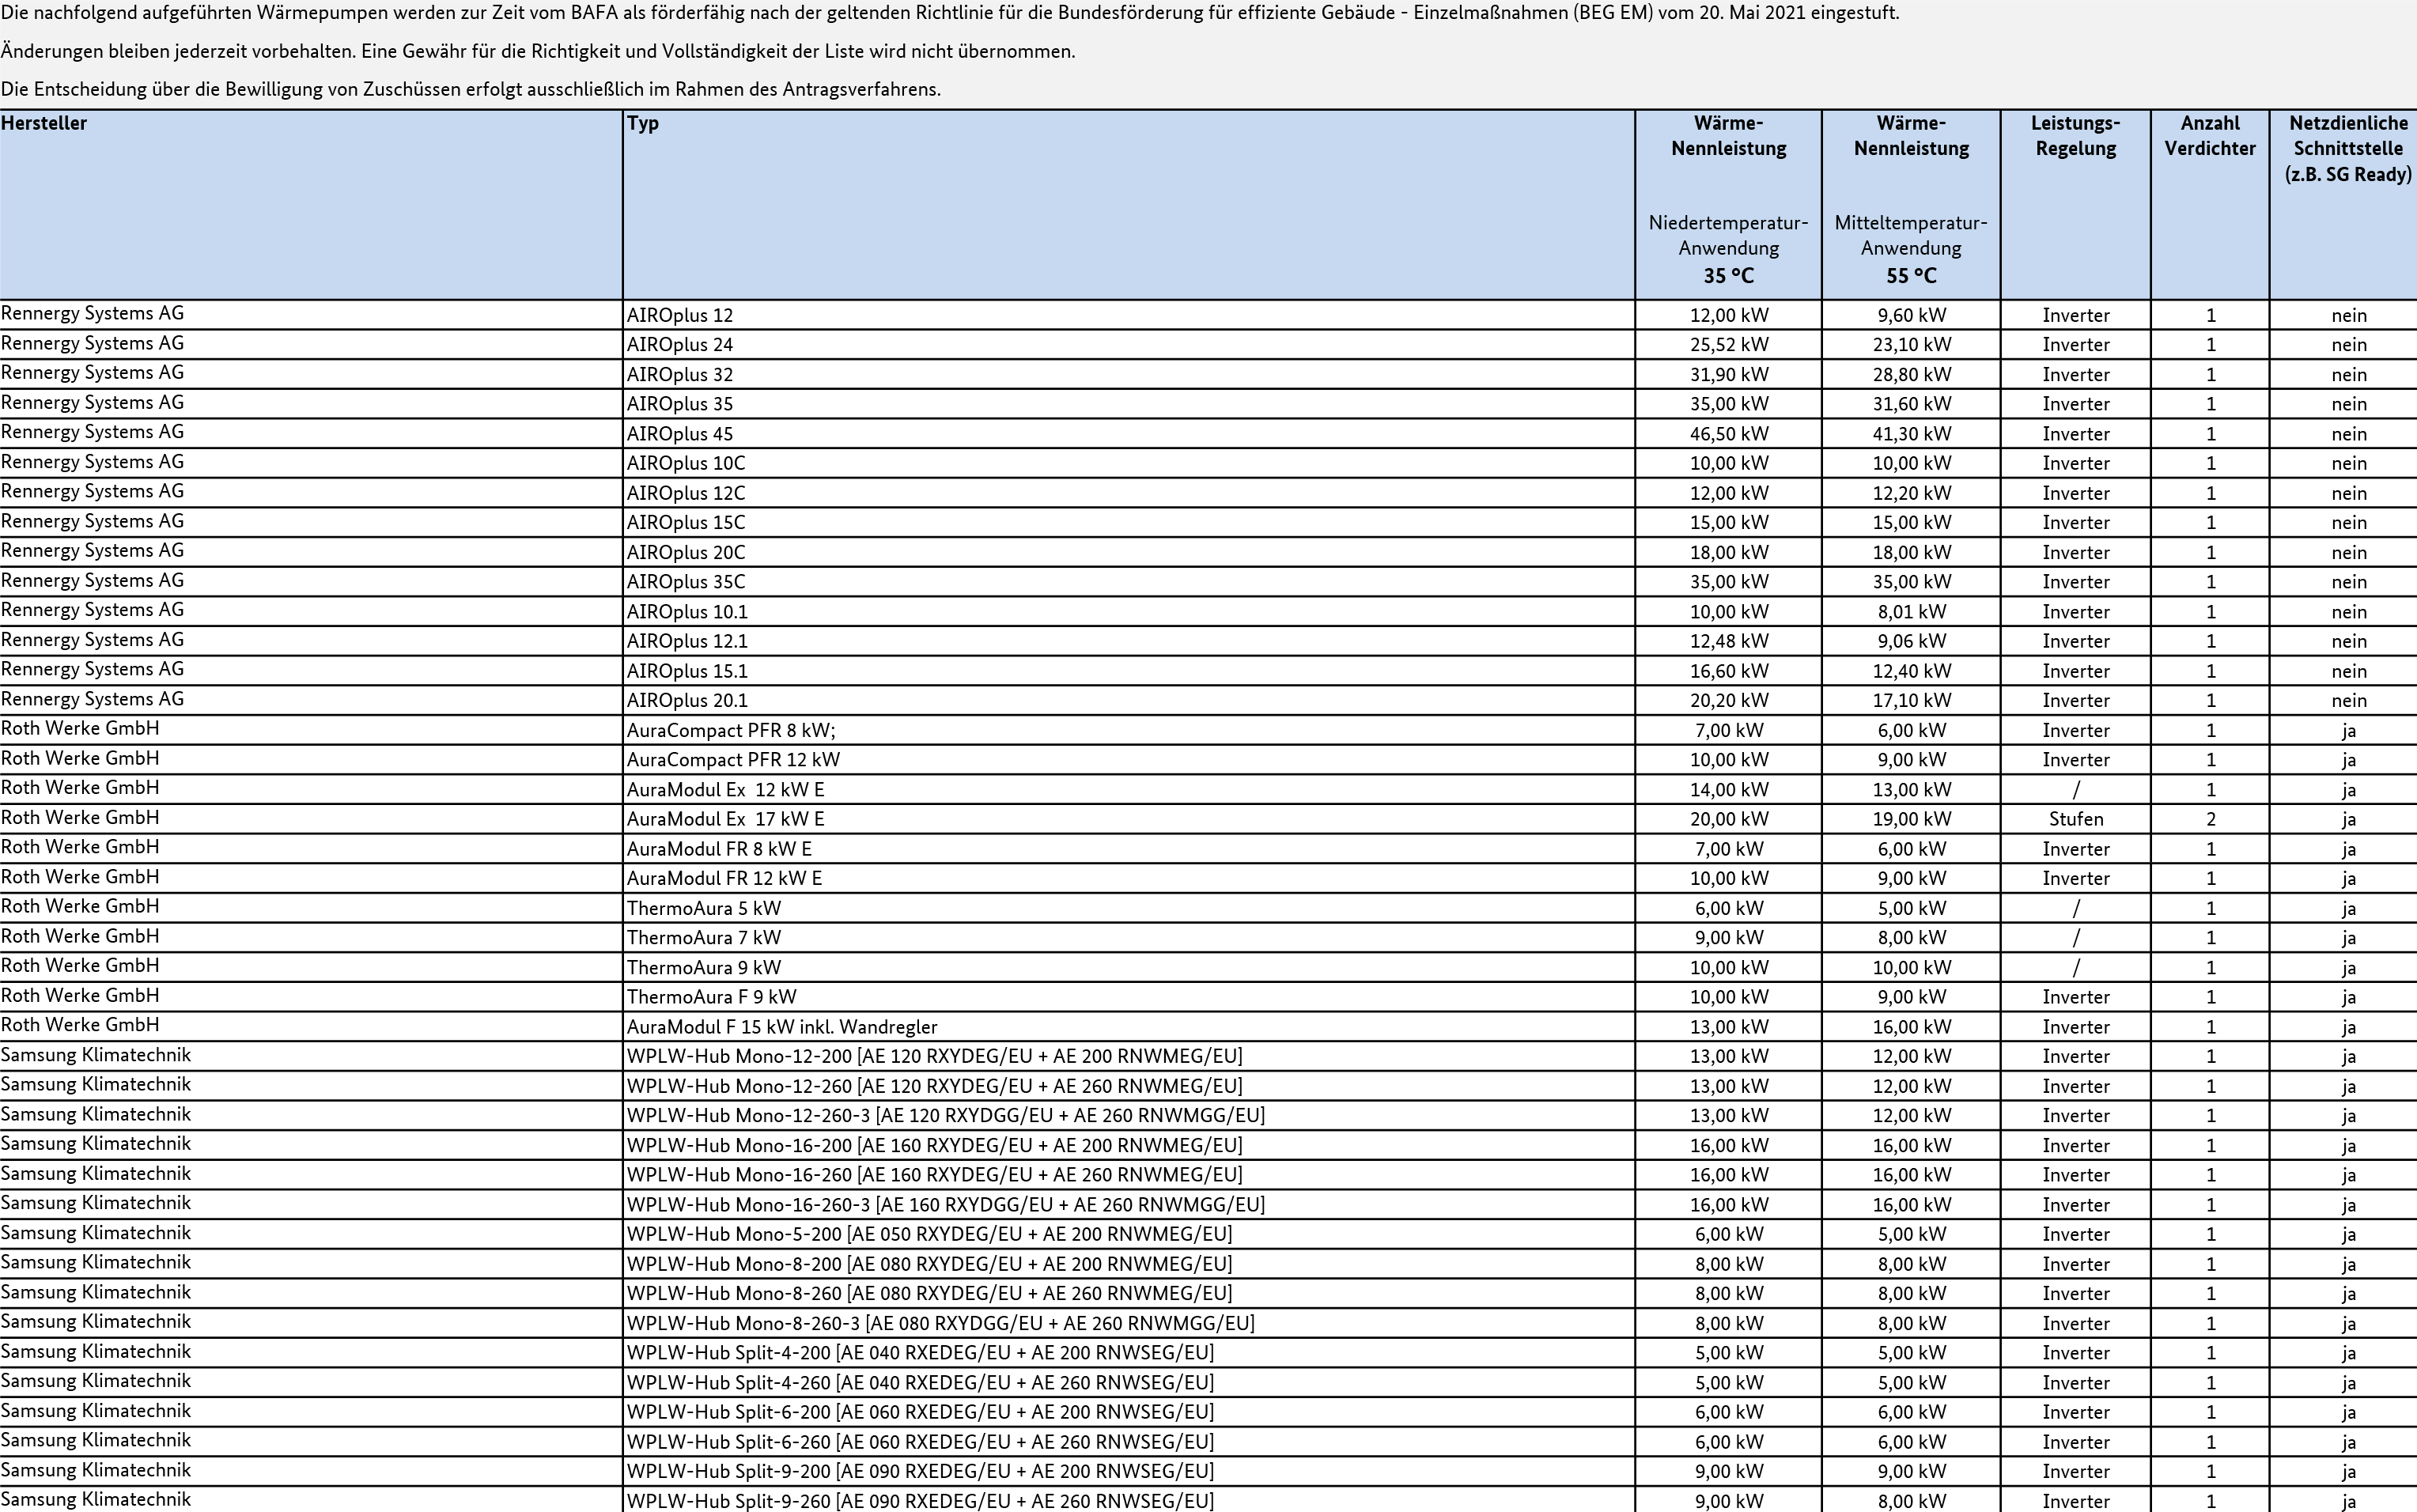 Die nachfolgend aufgeführten Wärmepumpen werden zur Zeit vom BAFA als förderfähig nach der geltenden Richtlinie für die Bundesförderung für effiziente Gebäude - Einzelmaßnahmen (BEG EM) vom 20. Mai 2021 eingestuft.
Änderungen bleiben jederzeit vorbehalten. Eine Gewähr für die Richtigkeit und Vollständigkeit der Liste wird nicht übernommen.
Die Entscheidung über die Bewilligung von Zuschüssen erfolgt ausschließlich im Rahmen des Antragsverfahrens.
Hersteller Typ Wärme- Wärme- Leistungs- Anzahl Netzdienliche
Nennleistung Nennleistung Regelung Verdichter Schnittstelle
(z.B. SG Ready)
Niedertemperatur- Mitteltemperatur-
Anwendung Anwendung
35 °C 55 °C
Rennergy Systems AG AIROplus 12 12,00 kW 9,60 kW Inverter 1 nein
Rennergy Systems AG AIROplus 24 25,52 kW 23,10 kW Inverter 1 nein
Rennergy Systems AG AIROplus 32 31,90 kW 28,80 kW Inverter 1 nein
Rennergy Systems AG AIROplus 35 35,00 kW 31,60 kW Inverter 1 nein
Rennergy Systems AG AIROplus 45 46,50 kW 41,30 kW Inverter 1 nein
Rennergy Systems AG AIROplus 10C 10,00 kW 10,00 kW Inverter 1 nein
Rennergy Systems AG AIROplus 12C 12,00 kW 12,20 kW Inverter 1 nein
Rennergy Systems AG AIROplus 15C 15,00 kW 15,00 kW Inverter 1 nein
Rennergy Systems AG AIROplus 20C 18,00 kW 18,00 kW Inverter 1 nein
Rennergy Systems AG AIROplus 35C 35,00 kW 35,00 kW Inverter 1 nein
Rennergy Systems AG AIROplus 10.1 10,00 kW 8,01 kW Inverter 1 nein
Rennergy Systems AG AIROplus 12.1 12,48 kW 9,06 kW Inverter 1 nein
Rennergy Systems AG AIROplus 15.1 16,60 kW 12,40 kW Inverter 1 nein
Rennergy Systems AG AIROplus 20.1 20,20 kW 17,10 kW Inverter 1 nein
Roth Werke GmbH AuraCompact PFR 8 kW; 7,00 kW 6,00 kW Inverter 1 ja
Roth Werke GmbH AuraCompact PFR 12 kW 10,00 kW 9,00 kW Inverter 1 ja
Roth Werke GmbH AuraModul Ex  12 kW E 14,00 kW 13,00 kW / 1 ja
Roth Werke GmbH AuraModul Ex  17 kW E 20,00 kW 19,00 kW Stufen 2 ja
Roth Werke GmbH AuraModul FR 8 kW E 7,00 kW 6,00 kW Inverter 1 ja
Roth Werke GmbH AuraModul FR 12 kW E 10,00 kW 9,00 kW Inverter 1 ja
Roth Werke GmbH ThermoAura 5 kW 6,00 kW 5,00 kW / 1 ja
Roth Werke GmbH ThermoAura 7 kW 9,00 kW 8,00 kW / 1 ja
Roth Werke GmbH ThermoAura 9 kW 10,00 kW 10,00 kW / 1 ja
Roth Werke GmbH ThermoAura F 9 kW 10,00 kW 9,00 kW Inverter 1 ja
Roth Werke GmbH AuraModul F 15 kW inkl. Wandregler 13,00 kW 16,00 kW Inverter 1 ja
Samsung Klimatechnik WPLW-Hub Mono-12-200 [AE 120 RXYDEG/EU + AE 200 RNWMEG/EU] 13,00 kW 12,00 kW Inverter 1 ja
Samsung Klimatechnik WPLW-Hub Mono-12-260 [AE 120 RXYDEG/EU + AE 260 RNWMEG/EU] 13,00 kW 12,00 kW Inverter 1 ja
Samsung Klimatechnik WPLW-Hub Mono-12-260-3 [AE 120 RXYDGG/EU + AE 260 RNWMGG/EU] 13,00 kW 12,00 kW Inverter 1 ja
Samsung Klimatechnik WPLW-Hub Mono-16-200 [AE 160 RXYDEG/EU + AE 200 RNWMEG/EU] 16,00 kW 16,00 kW Inverter 1 ja
Samsung Klimatechnik WPLW-Hub Mono-16-260 [AE 160 RXYDEG/EU + AE 260 RNWMEG/EU] 16,00 kW 16,00 kW Inverter 1 ja
Samsung Klimatechnik WPLW-Hub Mono-16-260-3 [AE 160 RXYDGG/EU + AE 260 RNWMGG/EU] 16,00 kW 16,00 kW Inverter 1 ja
Samsung Klimatechnik WPLW-Hub Mono-5-200 [AE 050 RXYDEG/EU + AE 200 RNWMEG/EU] 6,00 kW 5,00 kW Inverter 1 ja
Samsung Klimatechnik WPLW-Hub Mono-8-200 [AE 080 RXYDEG/EU + AE 200 RNWMEG/EU] 8,00 kW 8,00 kW Inverter 1 ja
Samsung Klimatechnik WPLW-Hub Mono-8-260 [AE 080 RXYDEG/EU + AE 260 RNWMEG/EU] 8,00 kW 8,00 kW Inverter 1 ja
Samsung Klimatechnik WPLW-Hub Mono-8-260-3 [AE 080 RXYDGG/EU + AE 260 RNWMGG/EU] 8,00 kW 8,00 kW Inverter 1 ja
Samsung Klimatechnik WPLW-Hub Split-4-200 [AE 040 RXEDEG/EU + AE 200 RNWSEG/EU] 5,00 kW 5,00 kW Inverter 1 ja
Samsung Klimatechnik WPLW-Hub Split-4-260 [AE 040 RXEDEG/EU + AE 260 RNWSEG/EU] 5,00 kW 5,00 kW Inverter 1 ja
Samsung Klimatechnik WPLW-Hub Split-6-200 [AE 060 RXEDEG/EU + AE 200 RNWSEG/EU] 6,00 kW 6,00 kW Inverter 1 ja
Samsung Klimatechnik WPLW-Hub Split-6-260 [AE 060 RXEDEG/EU + AE 260 RNWSEG/EU] 6,00 kW 6,00 kW Inverter 1 ja
Samsung Klimatechnik WPLW-Hub Split-9-200 [AE 090 RXEDEG/EU + AE 200 RNWSEG/EU] 9,00 kW 9,00 kW Inverter 1 ja
Samsung Klimatechnik WPLW-Hub Split-9-260 [AE 090 RXEDEG/EU + AE 260 RNWSEG/EU] 9,00 kW 8,00 kW Inverter 1 ja